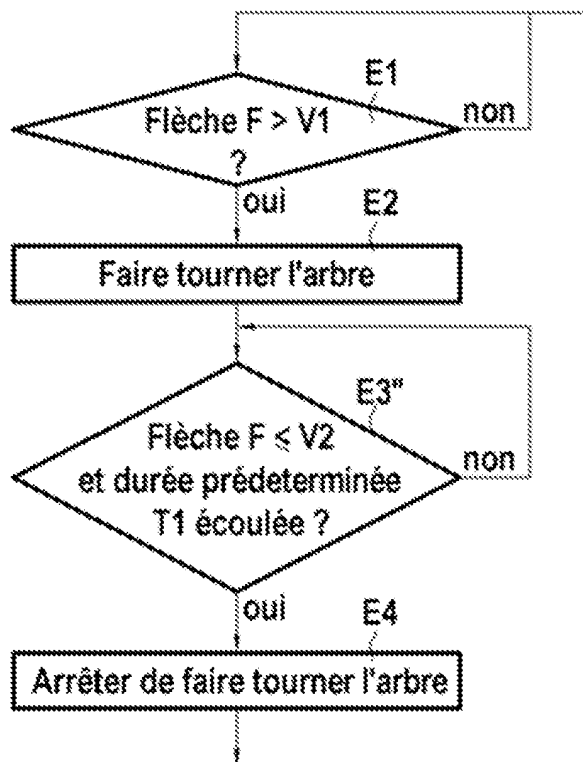 E1
Flèche F > V1
?
non
oui
E2
Faire tourner l'arbre
E3"
Flèche F ≤ V2
et durée prédeterminée
T1 écoulée ?
non
oui
E4
Arrêter de faire tourner l'arbre